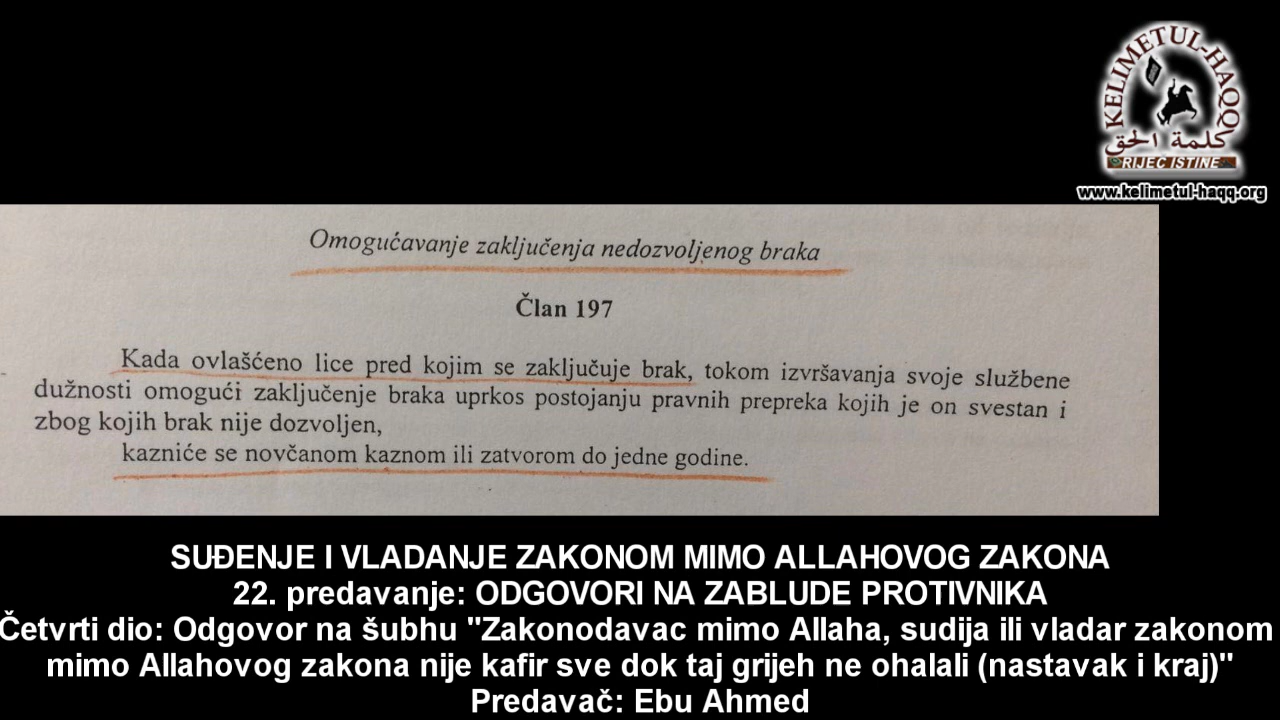 KELIMETUL-HAQQ
كلمة الحق
RIJEC ISTINE
www.kelimetul-haqq.org
Omogućavanje zaključenja nedozvoljenog braka
Član 197
Kada ovlašćeno lice pred kojim se zaključuje brak, tokom izvršavanja svoje službene
dužnosti omogući zaključenje braka uprkos postojanju pravnih prepreka kojih je on svestan i
zbog kojih brak nije dozvoljen,
kazniće se novčanom kaznom ili zatvorom do jedne godine.
SUĐENJE I VLADANJE ZAKONOM MIMO ALLAHOVOG ZAKONA
22. predavanje: ODGOVORI NA ZABLUDE PROTIVNIKA
Četvrti dio: Odgovor na šubhu "Zakonodavac mimo Allaha, sudija ili vladar zakonom
mimo Allahovog zakona nije kafir sve dok taj grijeh ne ohalali (nastavak i kraj)"
Predavač: Ebu Ahmed